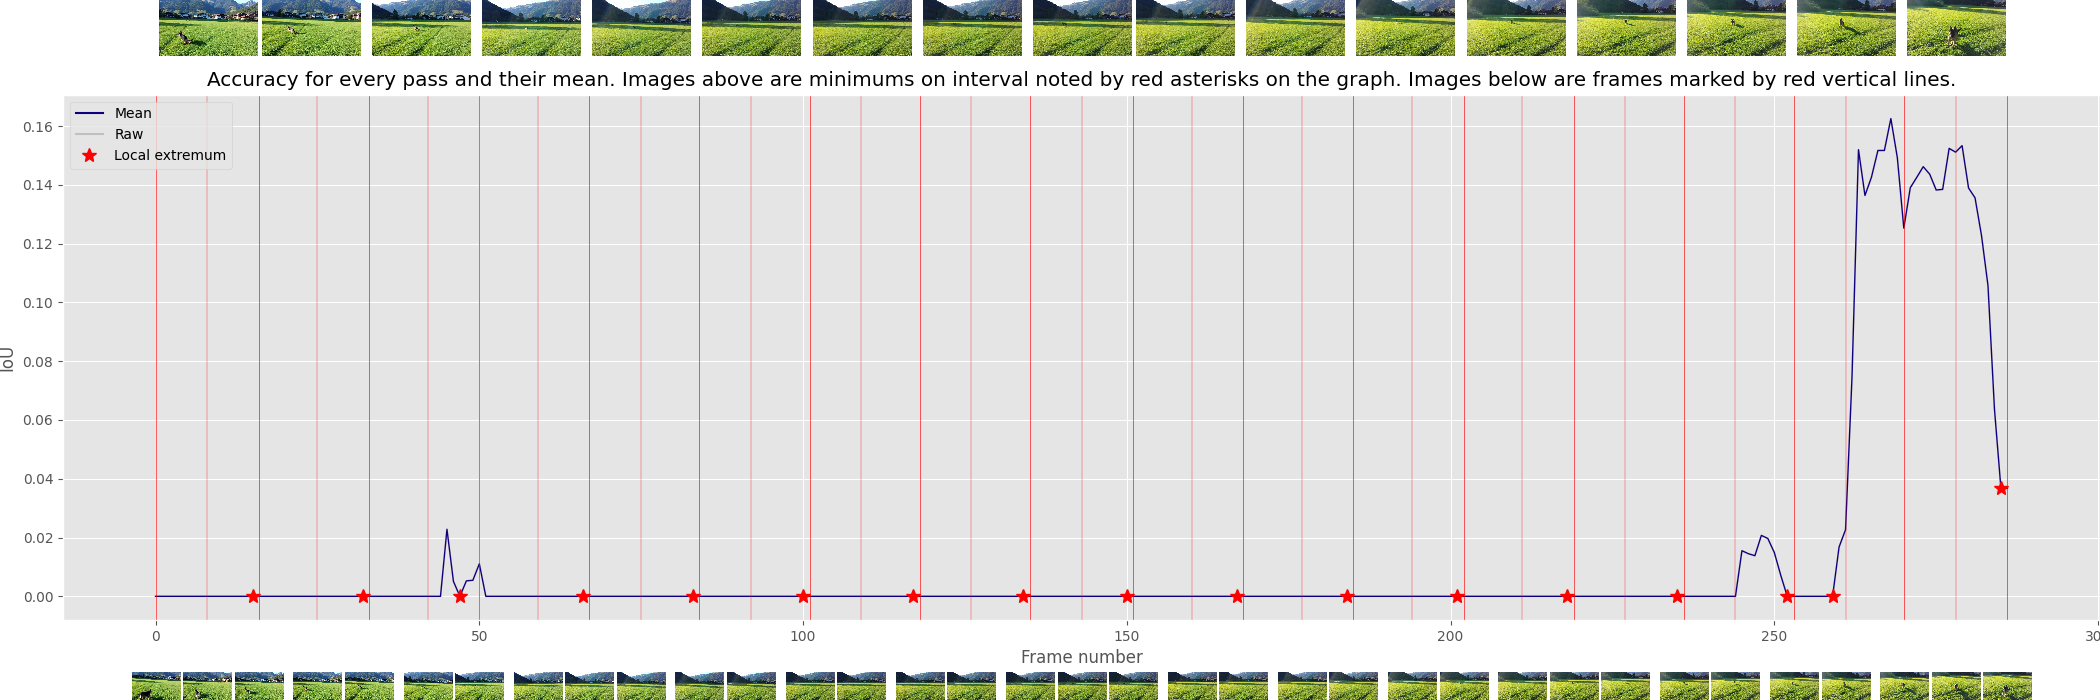 Accuracy for every pass and their mean. Images above are minimums on interval noted by red asterisks on the graph. Images below are frames marked by red vertical lines.
Mean
Raw
Local extremum
0.16
0.14
0.12
0.10
0.08
0.06
0.04
0.02
0.00
IoU
0 50 100 150 200 250 30
Frame number